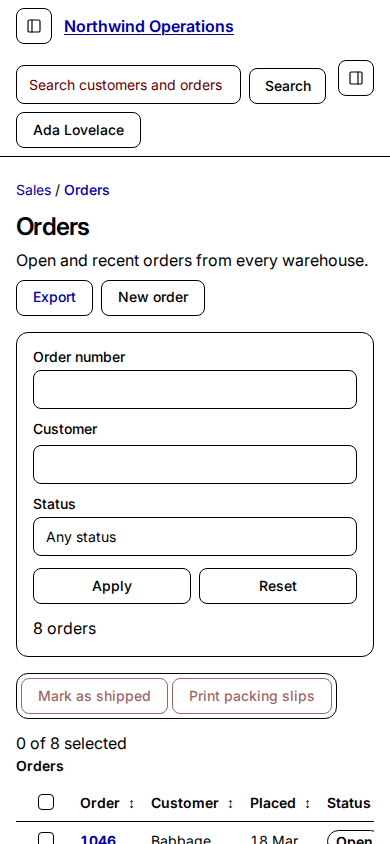 Northwind Operations
Search customers and orders Search
Ada Lovelace
Sales / Orders
Orders
Open and recent orders from every warehouse.
Export New order
Order number
Customer
Status
Any status
Apply Reset
8 orders
Mark as shipped Print packing slips
0 of 8 selected
Orders
Order ↕ Customer ↕ Placed ↕ Status
1046 Babbage 18 Mar Open